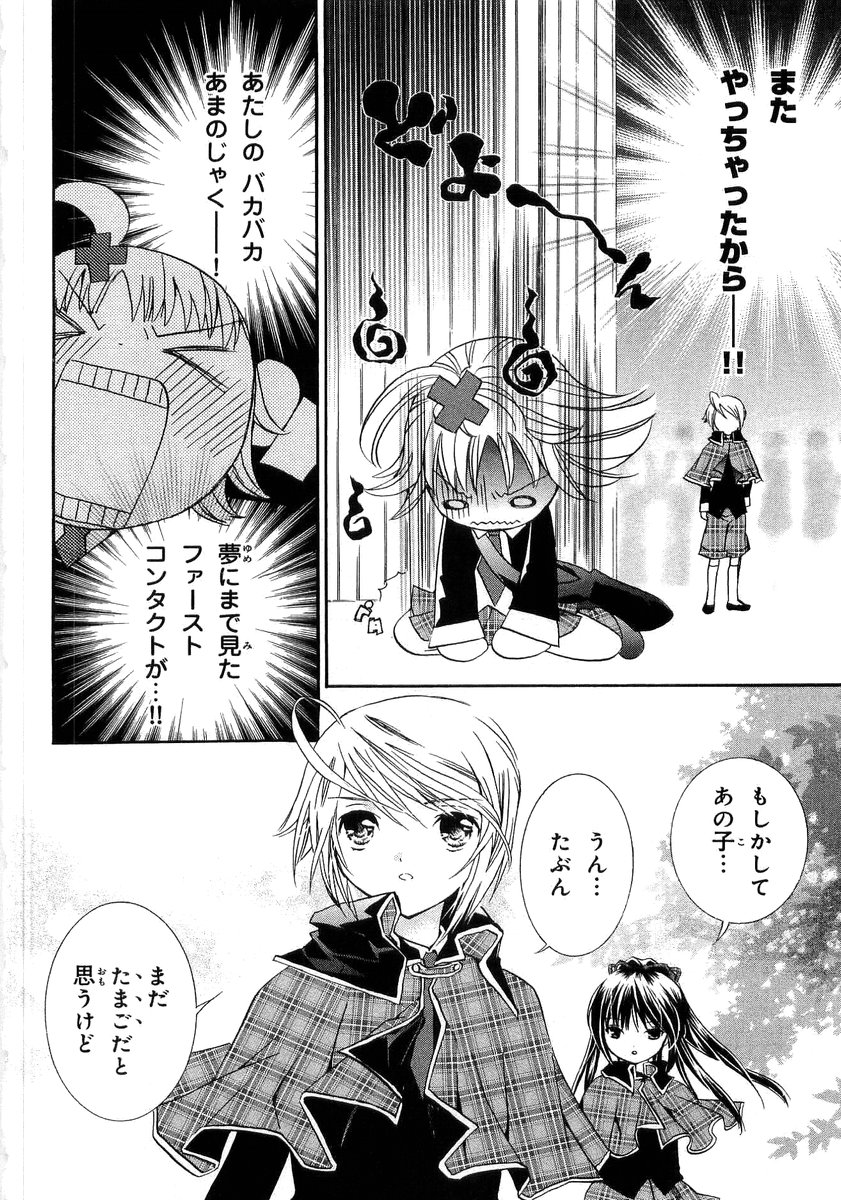 また
やっちゃったから――!!
どよ～～ん
あたしの バカバカ
あまのじゃく――!
夢にまで見た
ファースト
コンタクトが…!!
もしかして
あの子…
うん…
たぶん
まだ
たまごだと
思うけど